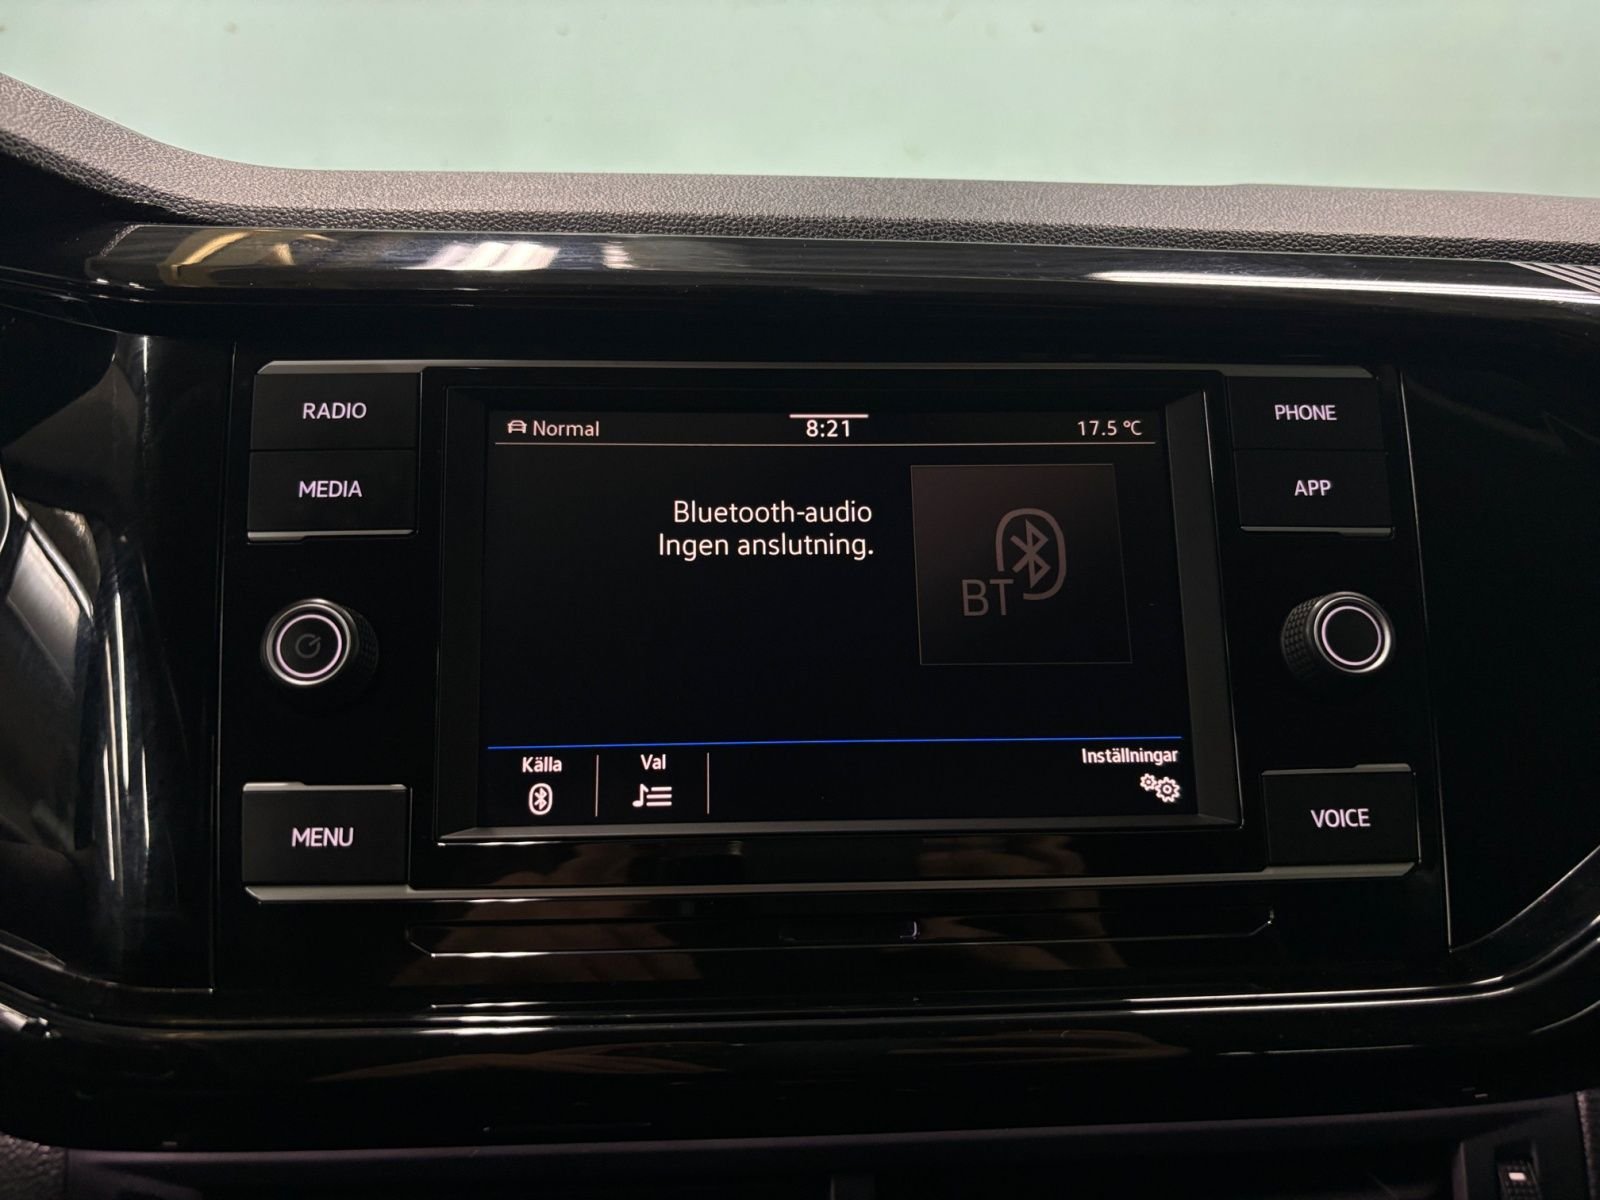 RADIO
MEDIA
MENU
Normal
8:21
17.5 °C
Bluetooth-audio
Ingen anslutning.
BT
Källa
Val
Inställningar
PHONE
APP
VOICE